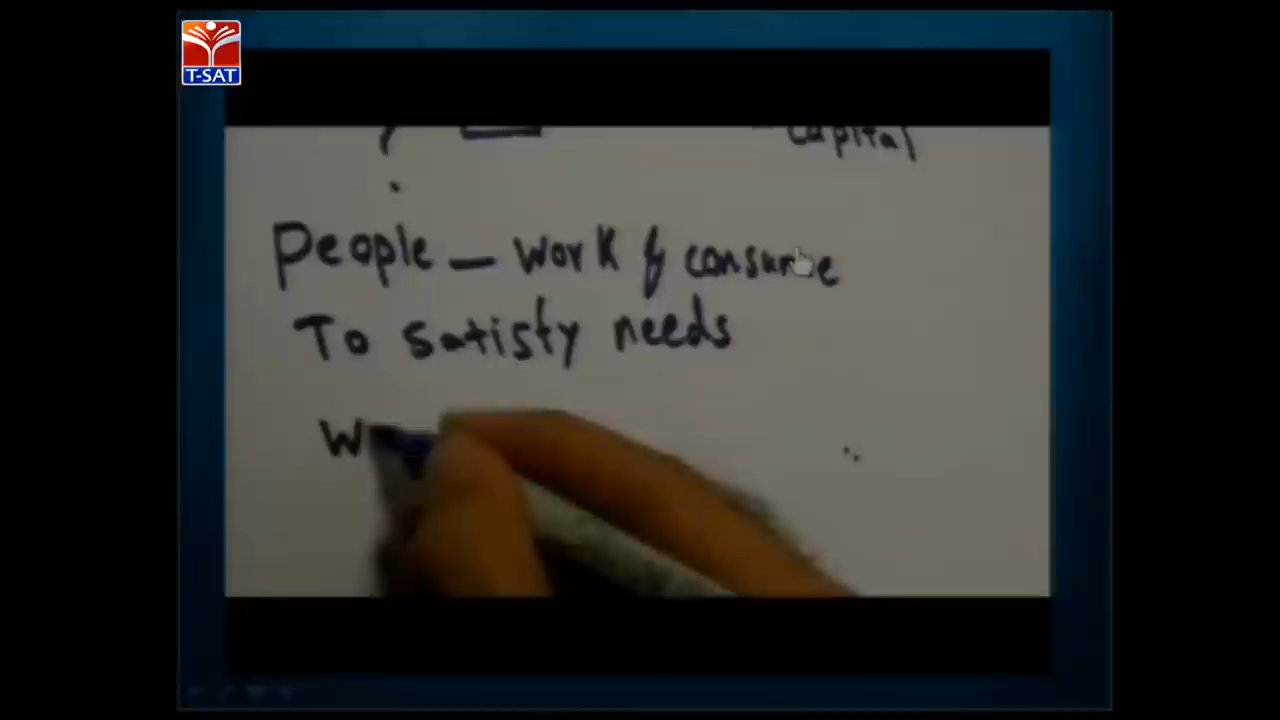 T-SAT
capital
People — Work & consume
To satisfy needs
W